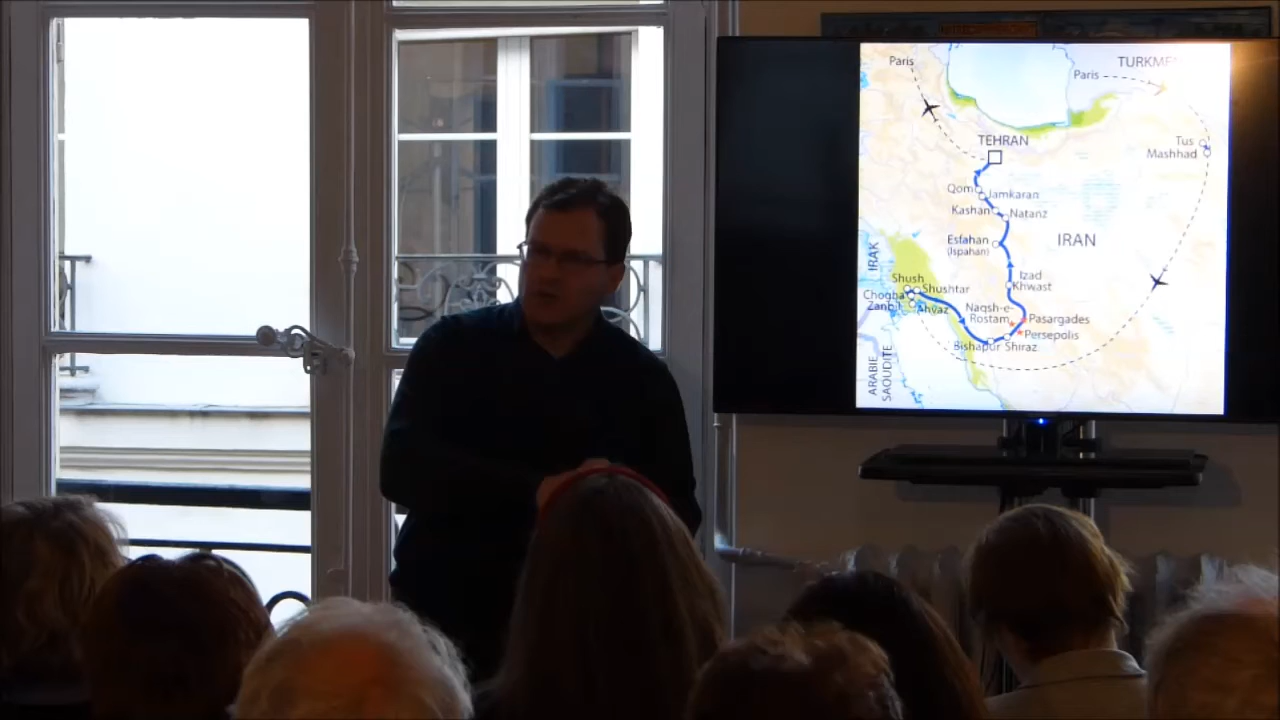 Paris
TURKME
Paris
TEHRAN
Tus
Mashhad
Qom
Jamkaran
Kashan
Natanz
Esfahan
(Ispahan)
IRAN
IRAK
Izad
Khwast
Shush
Shushtar
Chogha
Zanbil
Ahvaz
Naqsh-e-
Rostam
Pasargades
Persepolis
Bishapur
Shiraz
ARABIE
SAOUDITE